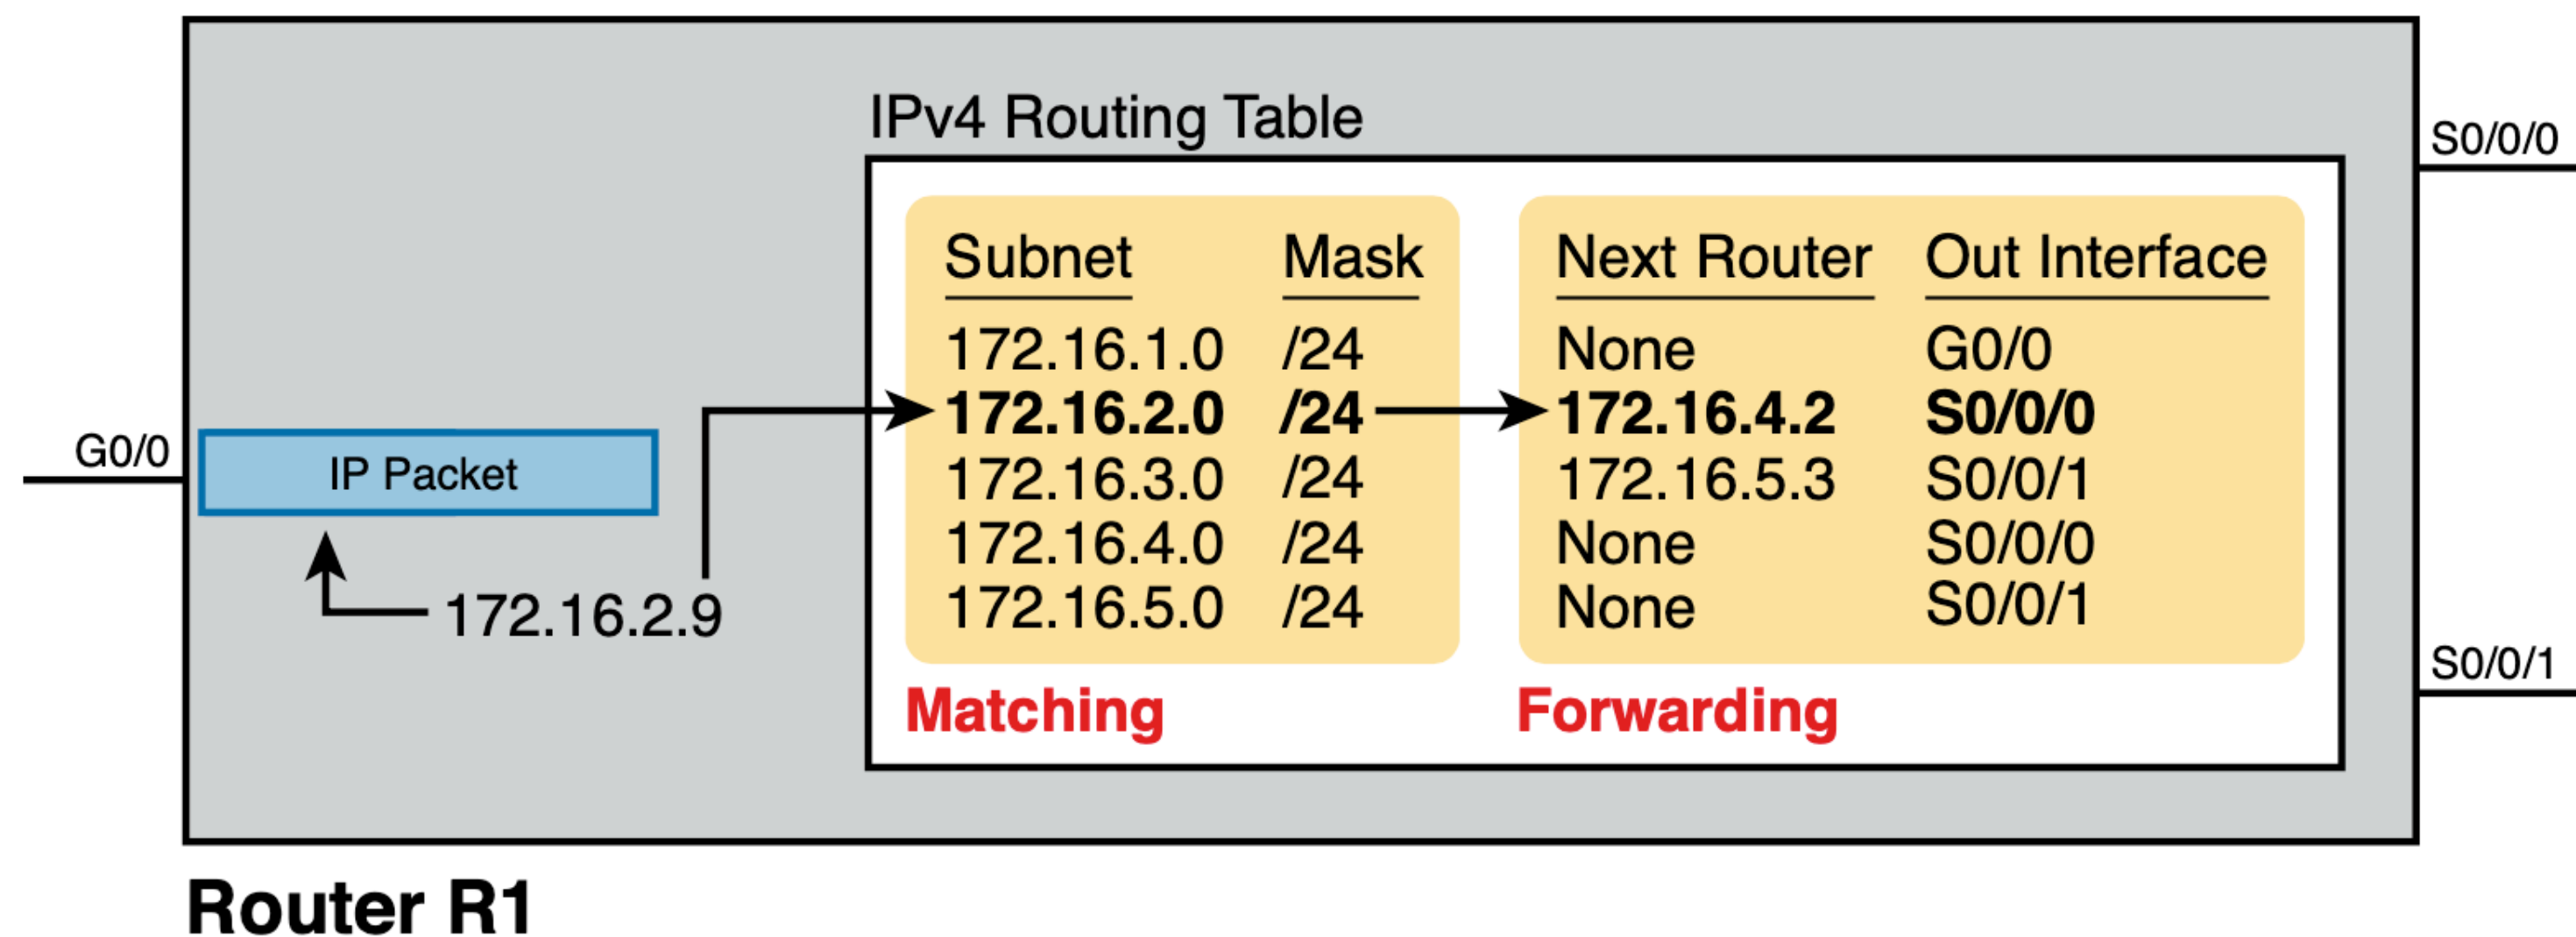 IPv4 Routing Table
S0/0/0
Subnet Mask Next Router Out Interface
172.16.1.0 /24 None G0/0
172.16.2.0 /24 172.16.4.2 S0/0/0
172.16.3.0 /24 172.16.5.3 S0/0/1
172.16.4.0 /24 None S0/0/0
172.16.5.0 /24 None S0/0/1
G0/0
IP Packet
172.16.2.9
Matching Forwarding
S0/0/1
Router R1